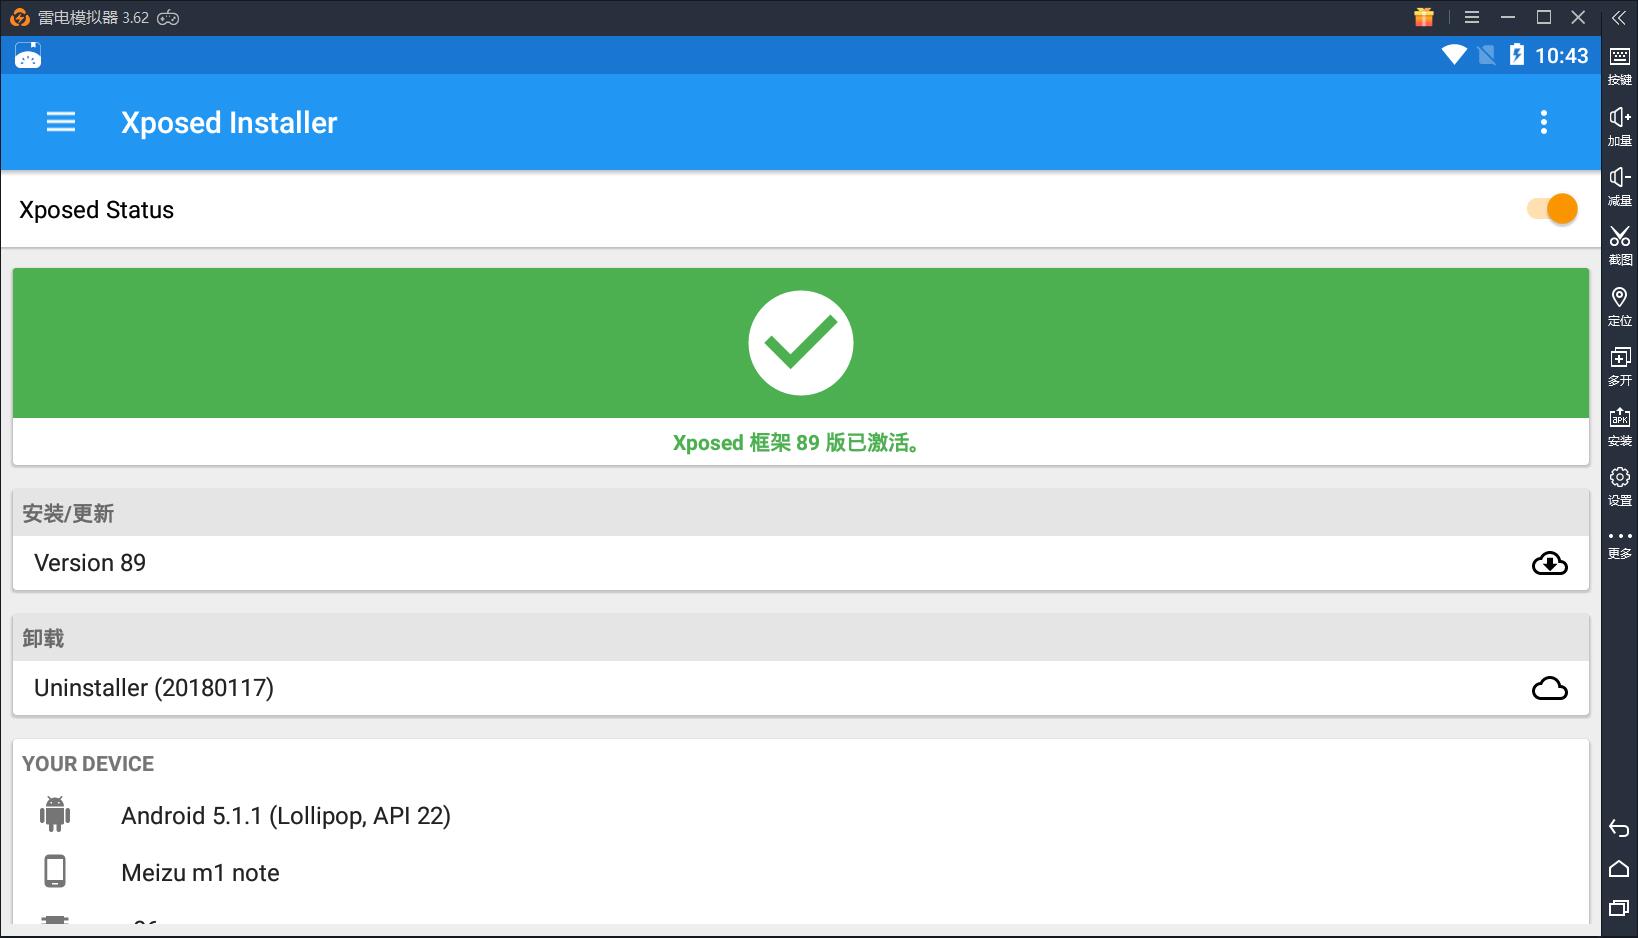 雷电模拟器 3.62
10:43
Xposed Installer
Xposed Status
Xposed 框架 89 版已激活。
安装/更新
Version 89
卸载
Uninstaller (20180117)
YOUR DEVICE
Android 5.1.1 (Lollipop, API 22)
Meizu m1 note
按键
加量
减量
截图
定位
多开
APK
安装
设置
更多